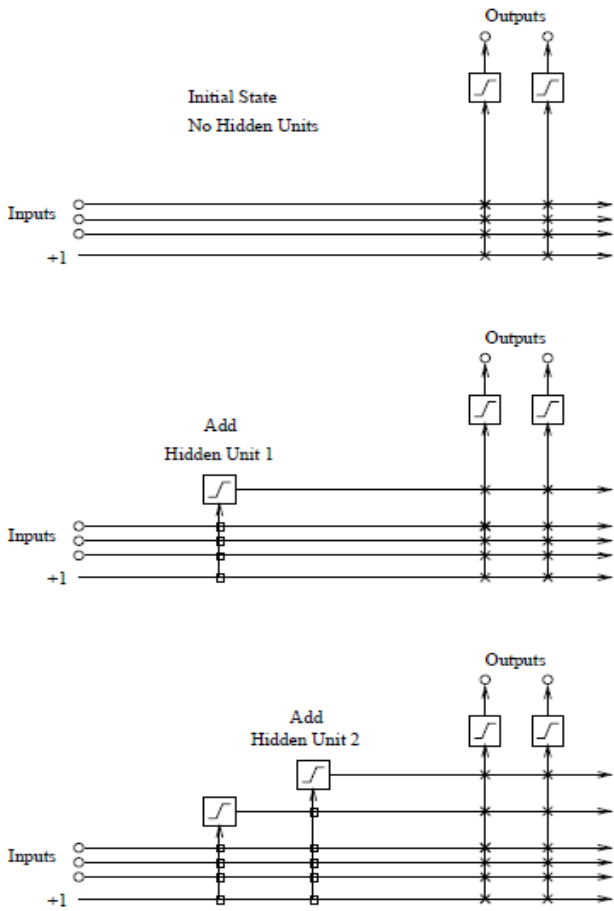 Outputs
Initial State
No Hidden Units
Inputs
+1
Outputs
Add
Hidden Unit 1
Inputs
+1
Outputs
Add
Hidden Unit 2
Inputs
+1